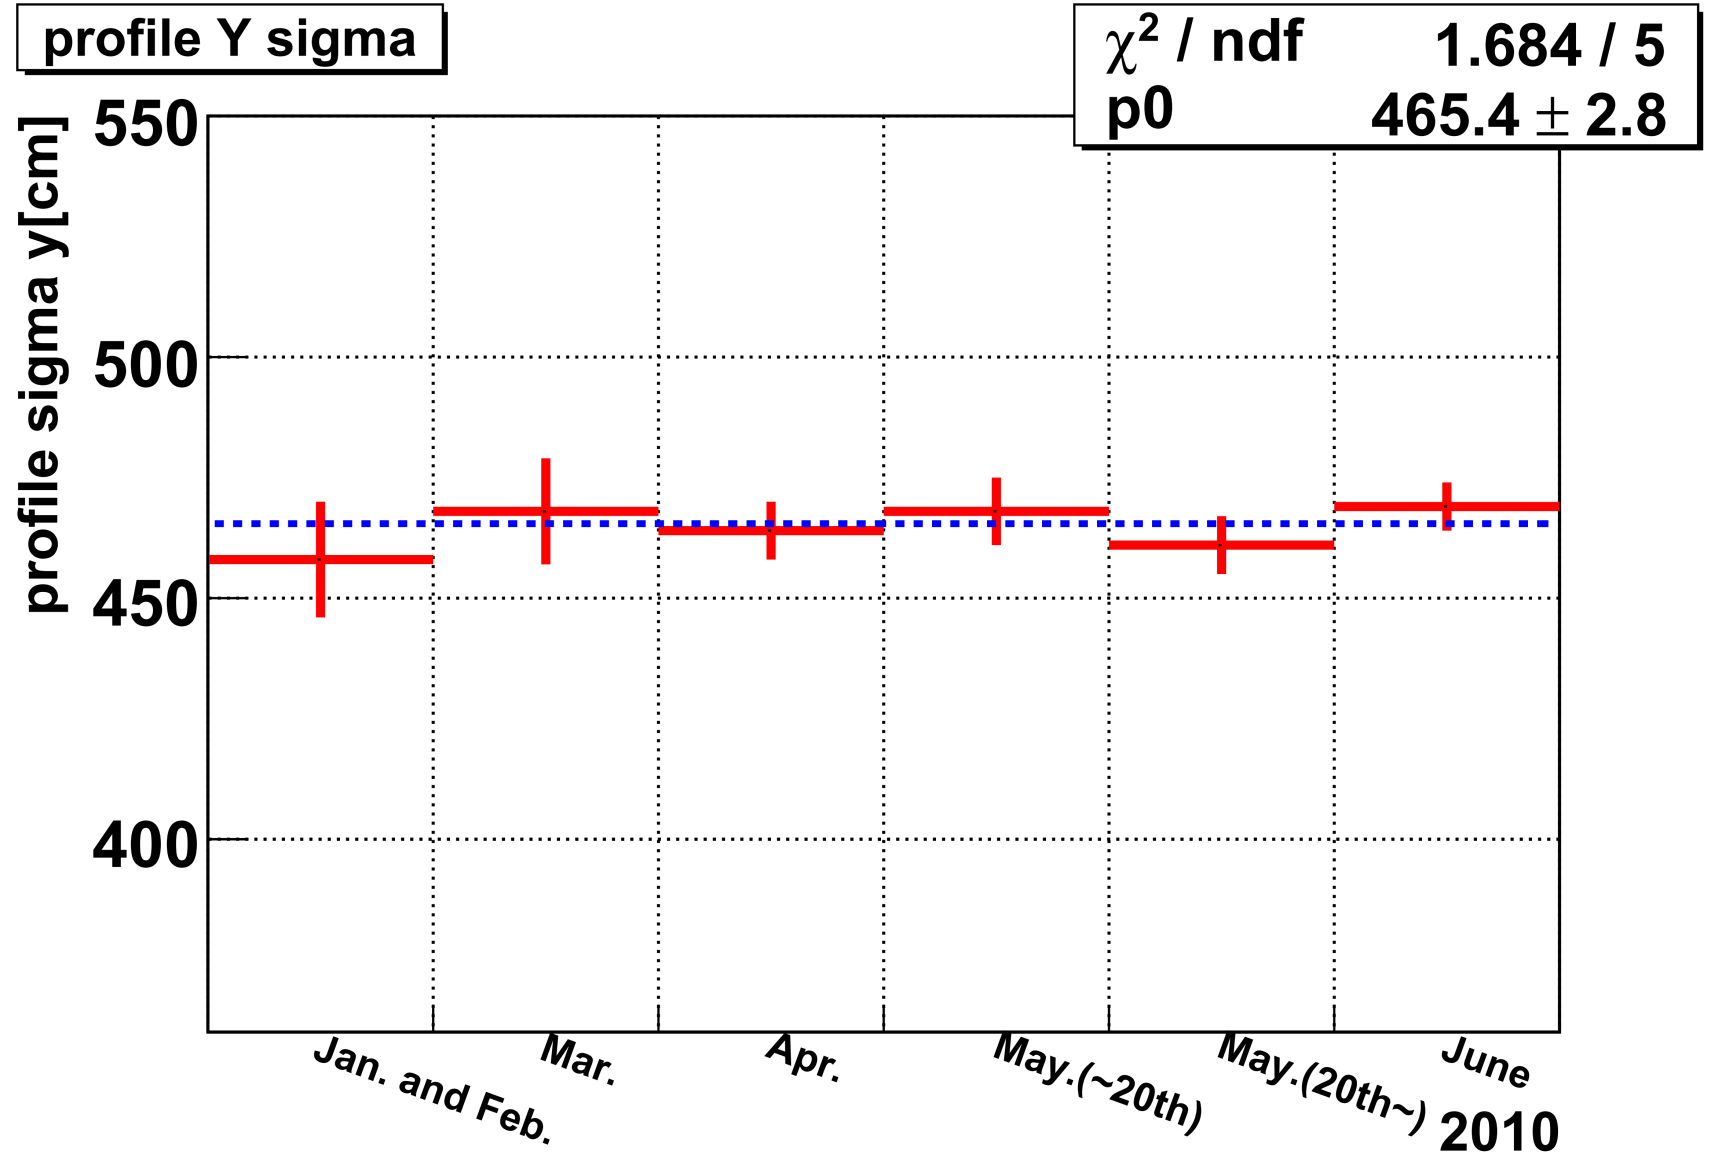 profile Y sigma
χ² / ndf 1.684 / 5
p0 465.4 ± 2.8
profile sigma y[cm]
550
500
450
400
Jan. and Feb.
Mar.
Apr.
May.(~20th)
May.(20th~)
June
2010